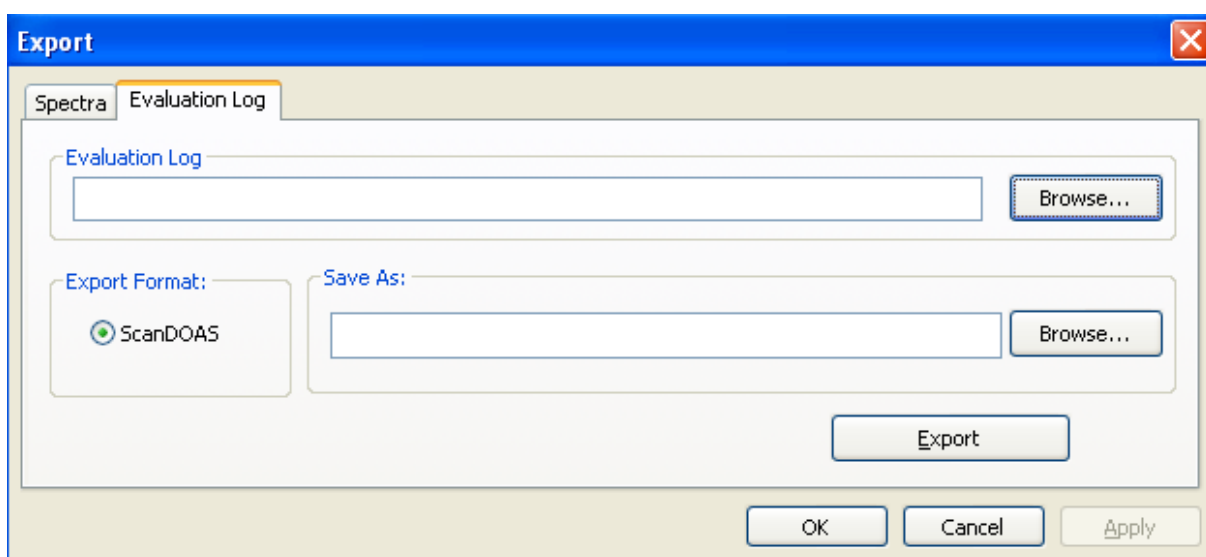 Export
Spectra
Evaluation Log
Evaluation Log
Browse...
Export Format:
Save As:
ScanDOAS
Browse...
Export
OK
Cancel
Apply